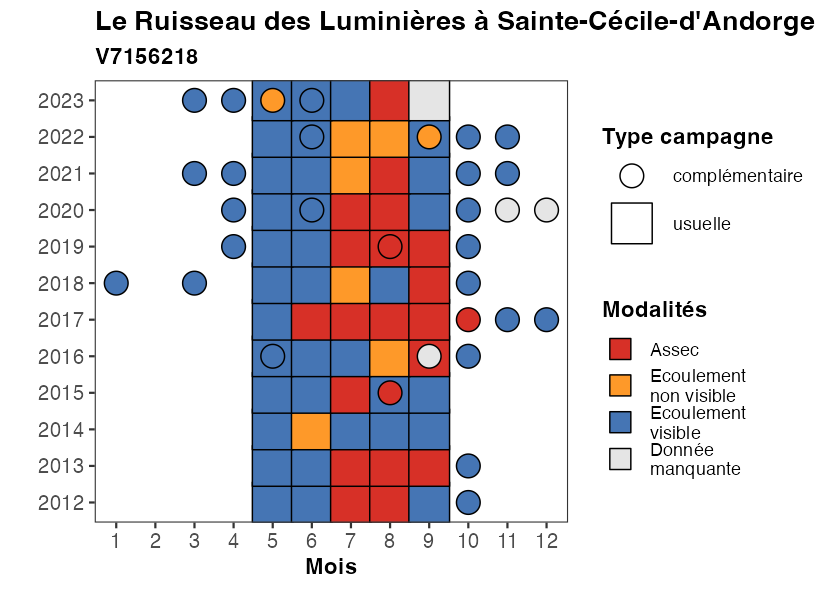 Le Ruisseau des Luminières à Sainte-Cécile-d'Andorge
V7156218
2023
2022
2021
2020
2019
2018
2017
2016
2015
2014
2013
2012
1 2 3 4 5 6 7 8 9 10 11 12
Mois
Type campagne
complémentaire
usuelle
Modalités
Assec
Ecoulement
non visible
Ecoulement
visible
Donnée
manquante